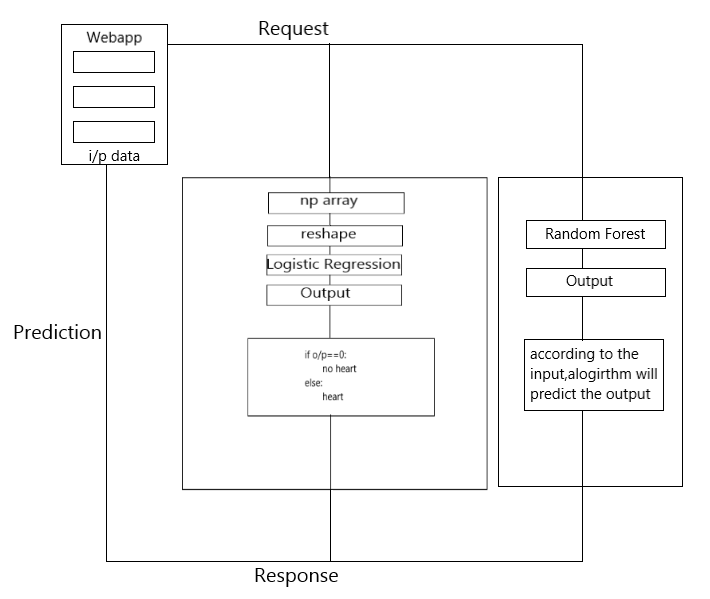 Request
Webapp
i/p data
np array
reshape
Logistic Regression
Output
if o/p==0:
no heart
else:
heart
Random Forest
Output
according to the
input,alogirthm will
predict the output
Prediction
Response